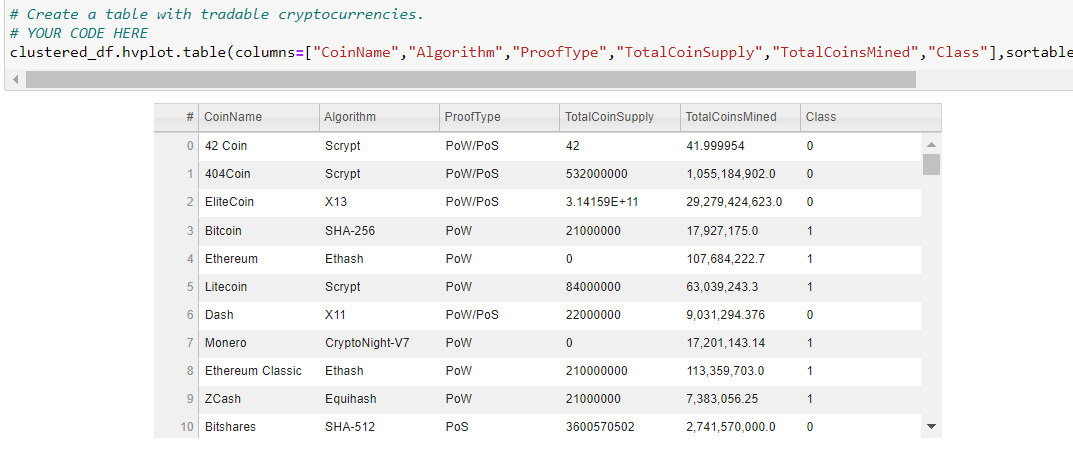 # Create a table with tradable cryptocurrencies.
# YOUR CODE HERE
clustered_df.hvplot.table(columns=["CoinName","Algorithm","ProofType","TotalCoinSupply","TotalCoinsMined","Class"],sortable
# CoinName Algorithm ProofType TotalCoinSupply TotalCoinsMined Class
0 42 Coin Scrypt PoW/PoS 42 41.999954 0
1 404Coin Scrypt PoW/PoS 532000000 1,055,184,902.0 0
2 EliteCoin X13 PoW/PoS 3.14159E+11 29,279,424,623.0 0
3 Bitcoin SHA-256 PoW 21000000 17,927,175.0 1
4 Ethereum Ethash PoW 0 107,684,222.7 1
5 Litecoin Scrypt PoW 84000000 63,039,243.3 1
6 Dash X11 PoW/PoS 22000000 9,031,294.376 0
7 Monero CryptoNight-V7 PoW 0 17,201,143.14 1
8 Ethereum Classic Ethash PoW 210000000 113,359,703.0 1
9 ZCash Equihash PoW 21000000 7,383,056.25 1
10 Bitshares SHA-512 PoS 3600570502 2,741,570,000.0 0